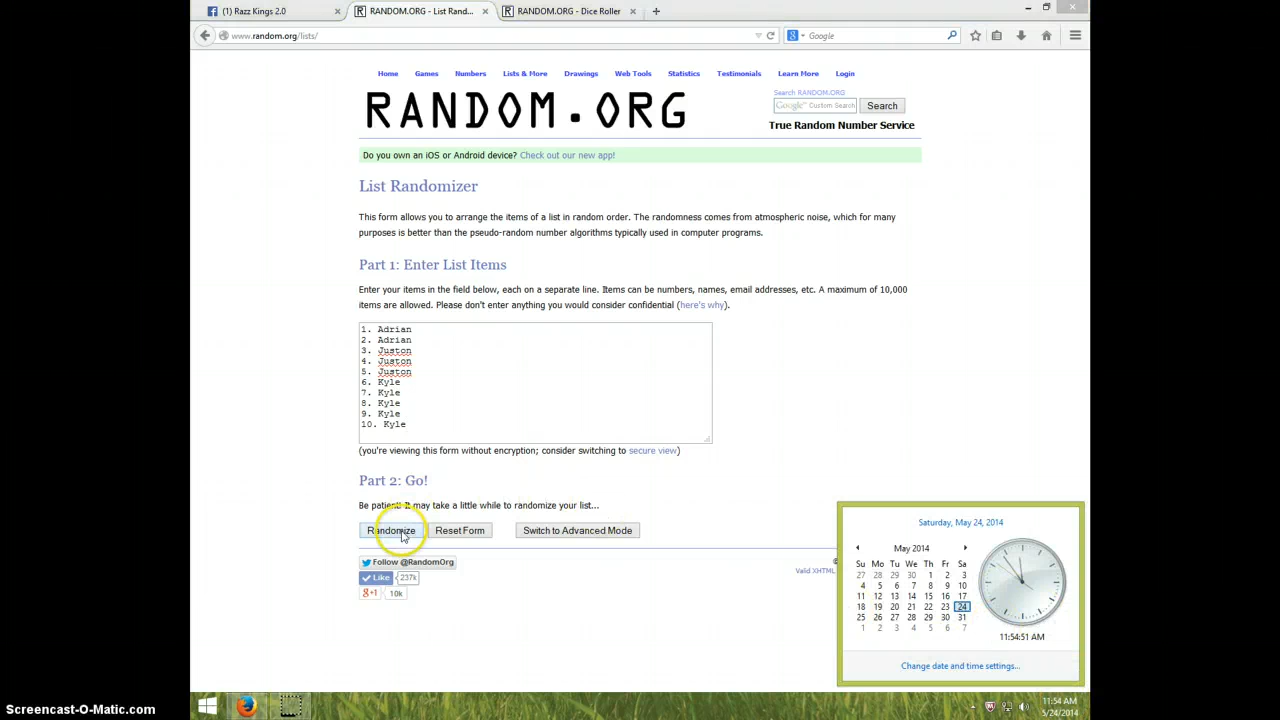 (1) Razz Kings 2.0
RANDOM.ORG - List Rand...
RANDOM.ORG - Dice Roller
www.random.org/lists/
Google
Home Games Numbers Lists & More Drawings Web Tools Statistics Testimonials Learn More Login
RANDOM.ORG
Search RANDOM.ORG
Google™ Custom Search Search
True Random Number Service
Do you own an iOS or Android device? Check out our new app!
List Randomizer
This form allows you to arrange the items of a list in random order. The randomness comes from atmospheric noise, which for many
purposes is better than the pseudo-random number algorithms typically used in computer programs.
Part 1: Enter List Items
Enter your items in the field below, each on a separate line. Items can be numbers, names, email addresses, etc. A maximum of 10,000
items are allowed. Please don't enter anything you would consider confidential (here's why).
1. Adrian
2. Adrian
3. Juston
4. Juston
5. Juston
6. Kyle
7. Kyle
8. Kyle
9. Kyle
10. Kyle
(you're viewing this form without encryption; consider switching to secure view)
Part 2: Go!
Be patient! It may take a little while to randomize your list...
Randomize Reset Form Switch to Advanced Mode
Follow @RandomOrg
Like 237k
g+1 10k
©
Valid XHTML
Saturday, May 24, 2014
May 2014
Su Mo Tu We Th Fr Sa
27 28 29 30 1 2 3
4 5 6 7 8 9 10
11 12 13 14 15 16 17
18 19 20 21 22 23 24
25 26 27 28 29 30 31
1 2 3 4 5 6 7
11:54:51 AM
Change date and time settings...
11:54 AM
5/24/2014
Screencast-O-Matic.com